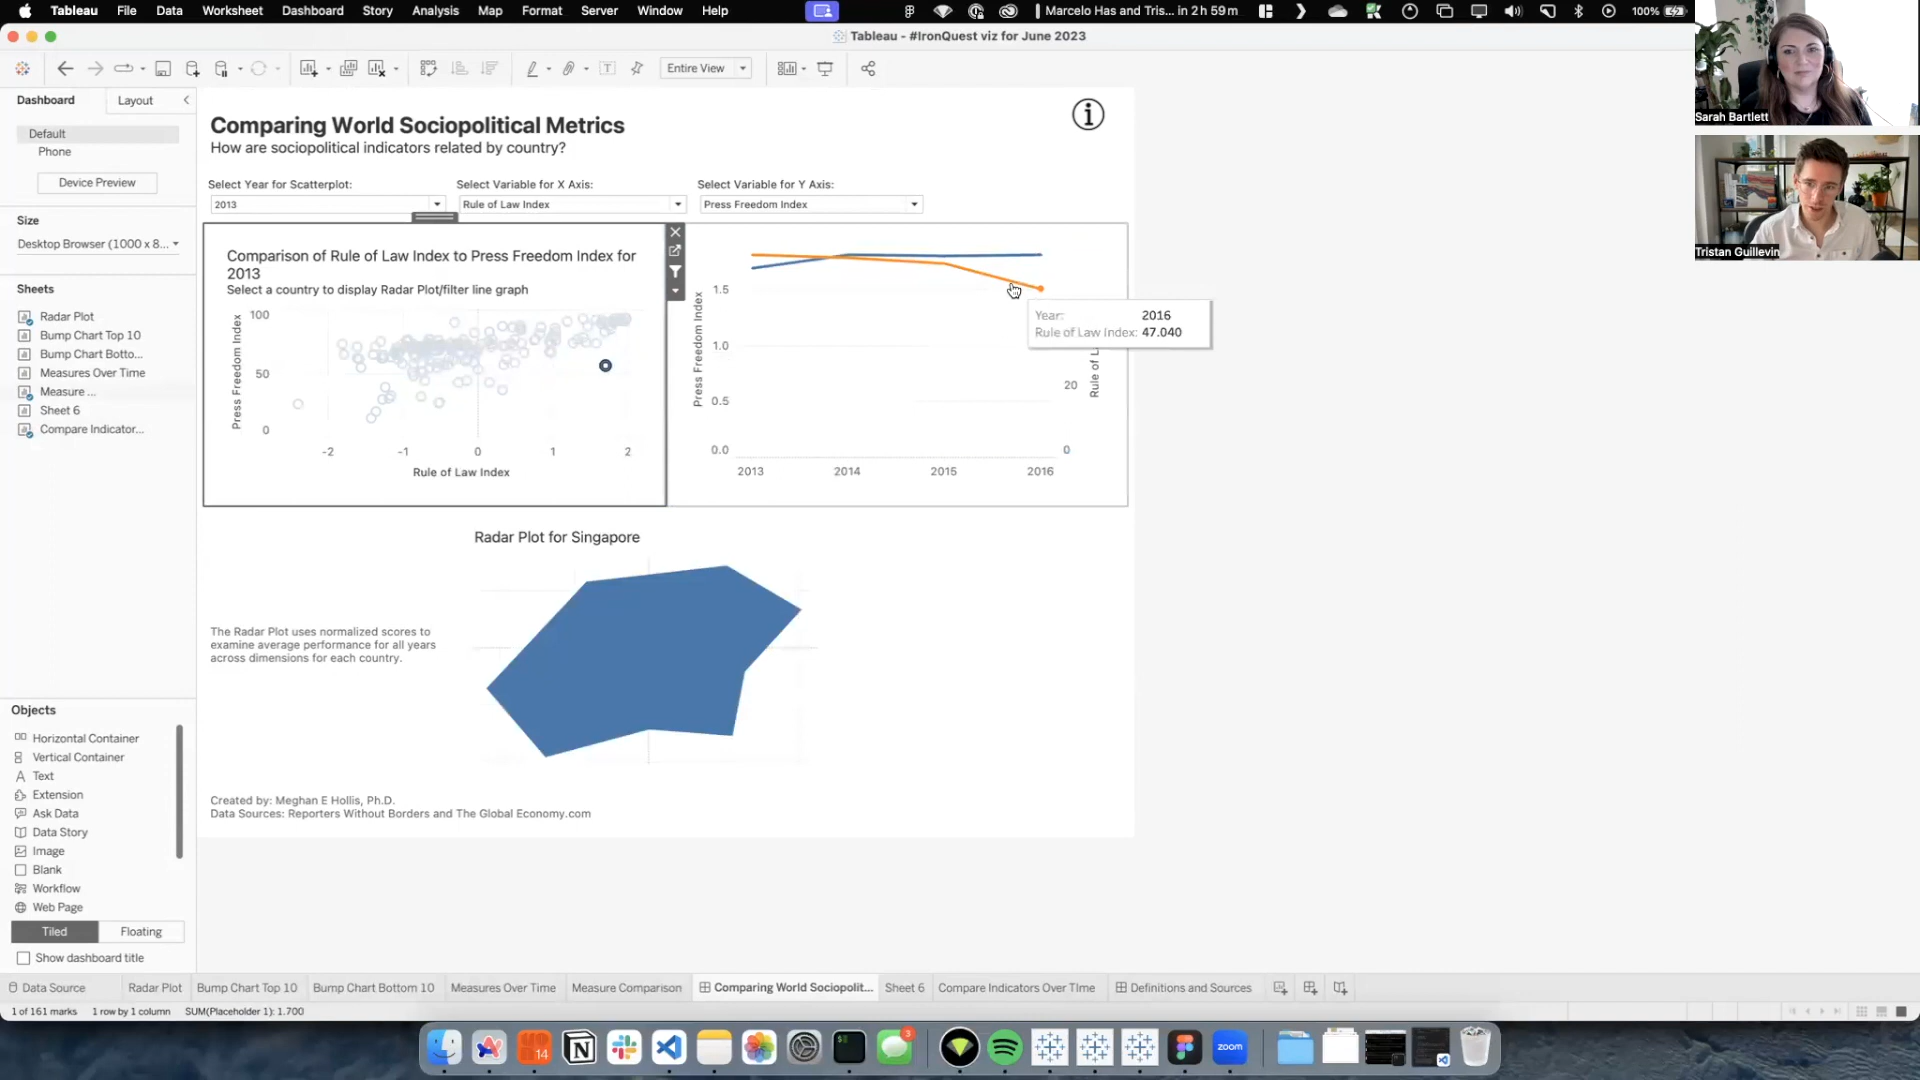 Tableau File Data Worksheet Dashboard Story Analysis Map Format Server Window Help
Marcelo Has and Tris... in 2 h 59 m
100%
Tableau - #IronQuest viz for June 2023
Entire View
Sarah Bartlett
Tristan Guillevin
Dashboard
Layout
Default
Phone
Device Preview
Size
Desktop Browser (1000 x 8...
Sheets
Radar Plot
Bump Chart Top 10
Bump Chart Botto...
Measures Over Time
Measure ...
Sheet 6
Compare Indicator...
Objects
Horizontal Container
Vertical Container
Text
Extension
Ask Data
Data Story
Image
Blank
Workflow
Web Page
Tiled
Floating
Show dashboard title
Comparing World Sociopolitical Metrics
How are sociopolitical indicators related by country?
Select Year for Scatterplot:
2013
Select Variable for X Axis:
Rule of Law Index
Select Variable for Y Axis:
Press Freedom Index
Comparison of Rule of Law Index to Press Freedom Index for
2013
Select a country to display Radar Plot/filter line graph
Press Freedom Index
100
50
0
-2
-1
0
1
2
Rule of Law Index
Press Freedom Index
1.5
1.0
0.5
0.0
2013
2014
2015
2016
20
0
Rule of L
Year: 2016
Rule of Law Index: 47.040
Radar Plot for Singapore
The Radar Plot uses normalized scores to
examine average performance for all years
across dimensions for each country.
Created by: Meghan E Hollis, Ph.D.
Data Sources: Reporters Without Borders and The Global Economy.com
Data Source
Radar Plot
Bump Chart Top 10
Bump Chart Bottom 10
Measures Over Time
Measure Comparison
Comparing World Sociopolit...
Sheet 6
Compare Indicators Over TIme
Definitions and Sources
1 of 161 marks
1 row by 1 column
SUM(Placeholder 1): 1.700
14
3
zoom